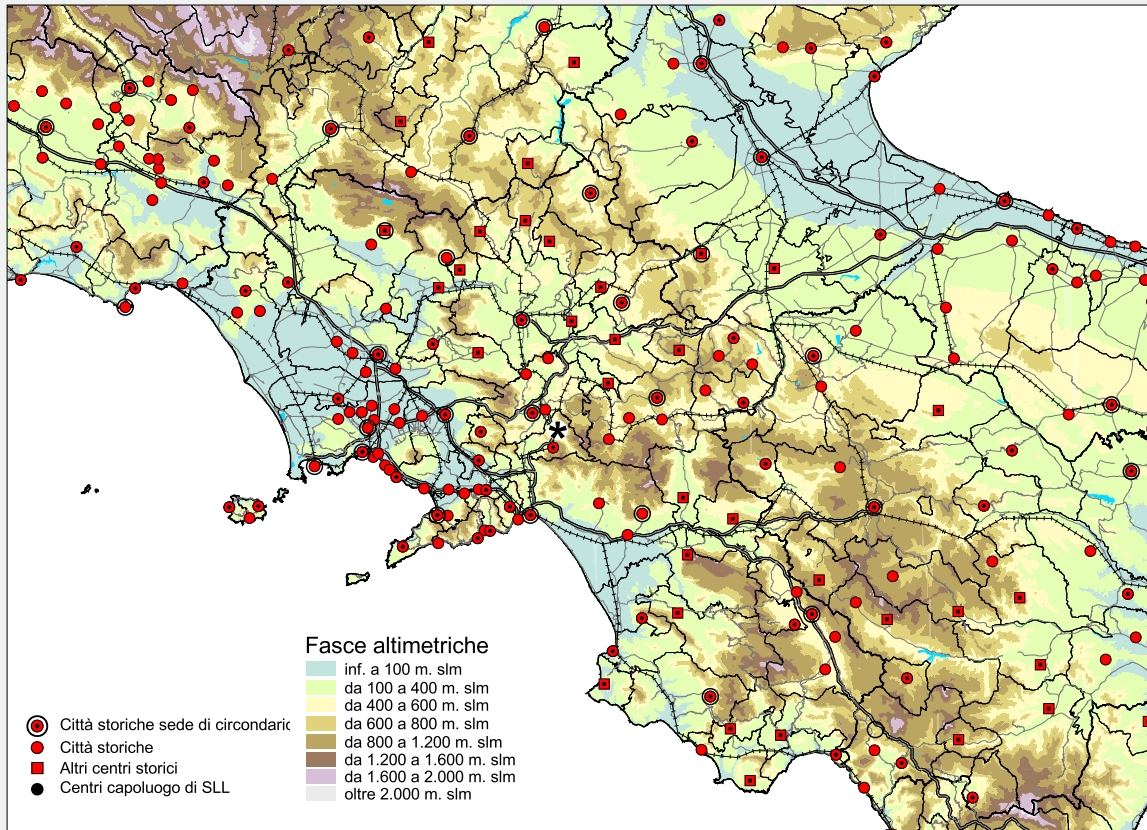 Fasce altimetriche
inf. a 100 m. slm
da 100 a 400 m. slm
da 400 a 600 m. slm
da 600 a 800 m. slm
da 800 a 1.200 m. slm
da 1.200 a 1.600 m. slm
da 1.600 a 2.000 m. slm
oltre 2.000 m. slm
Città storiche sede di circondaric
Città storiche
Altri centri storici
Centri capoluogo di SLL